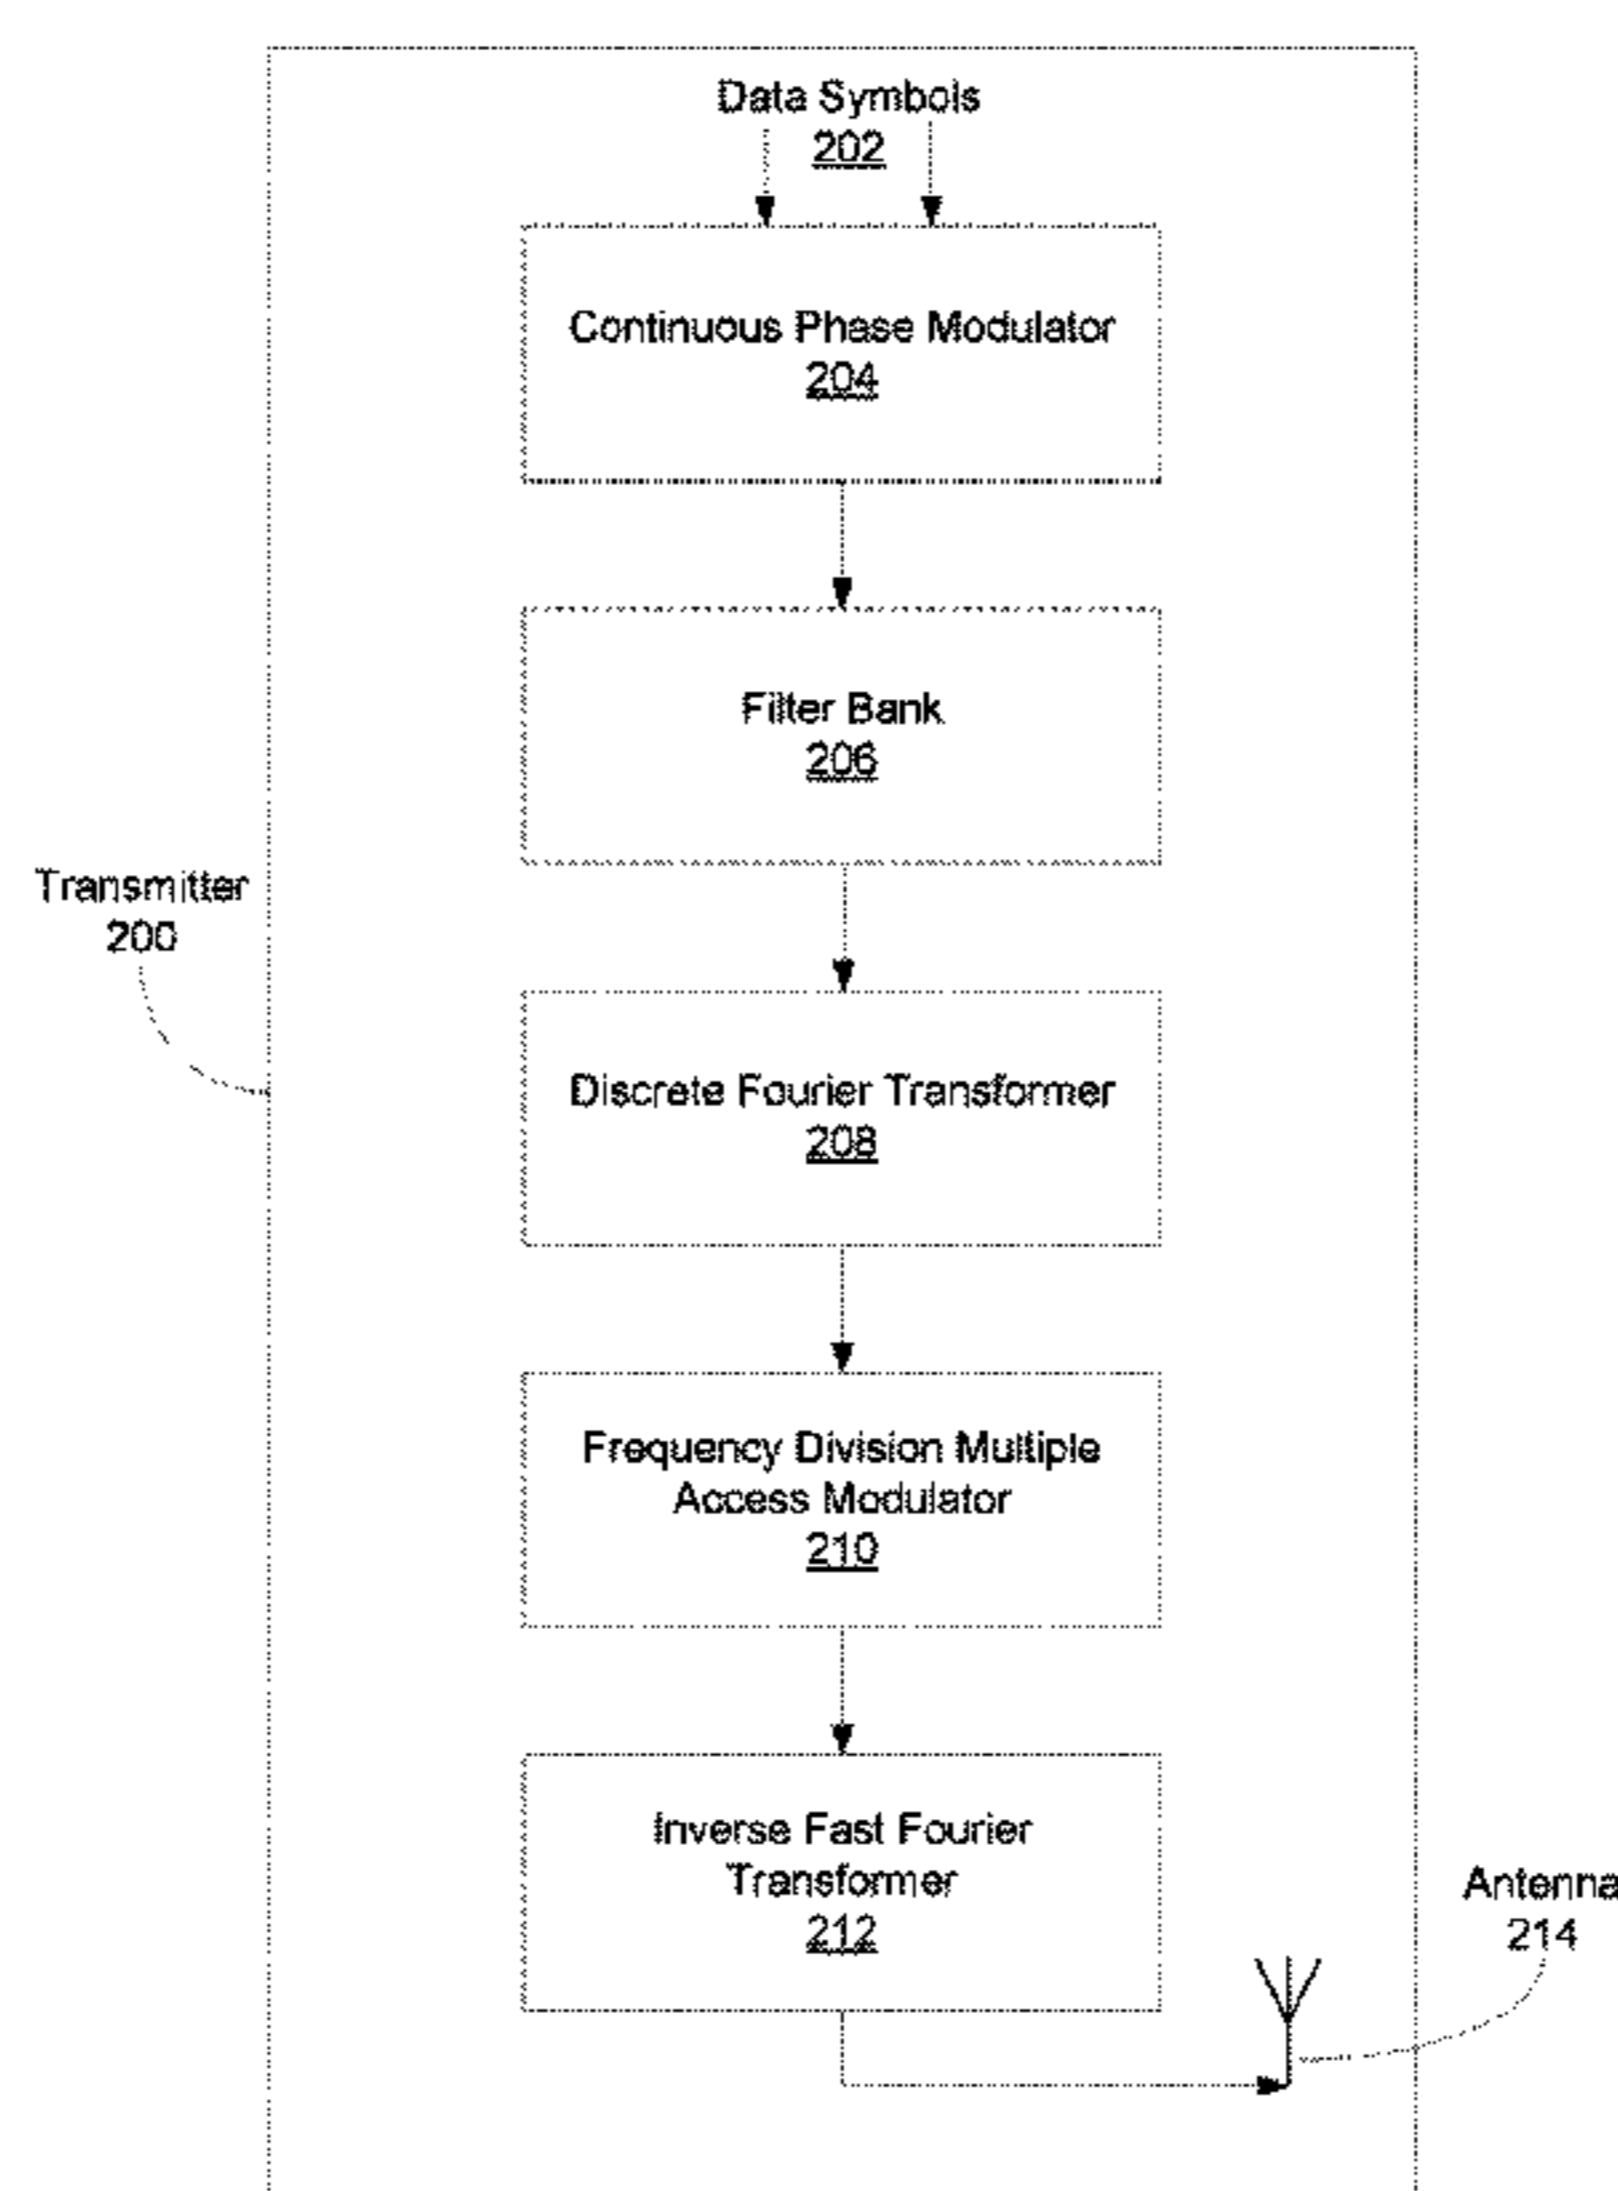 Data Symbols
202
Continuous Phase Modulator
204
Filter Bank
206
Transmitter
200
Discrete Fourier Transformer
208
Frequency Division Multiple
Access Modulator
210
Inverse Fast Fourier
Transformer
212
Antenna
214